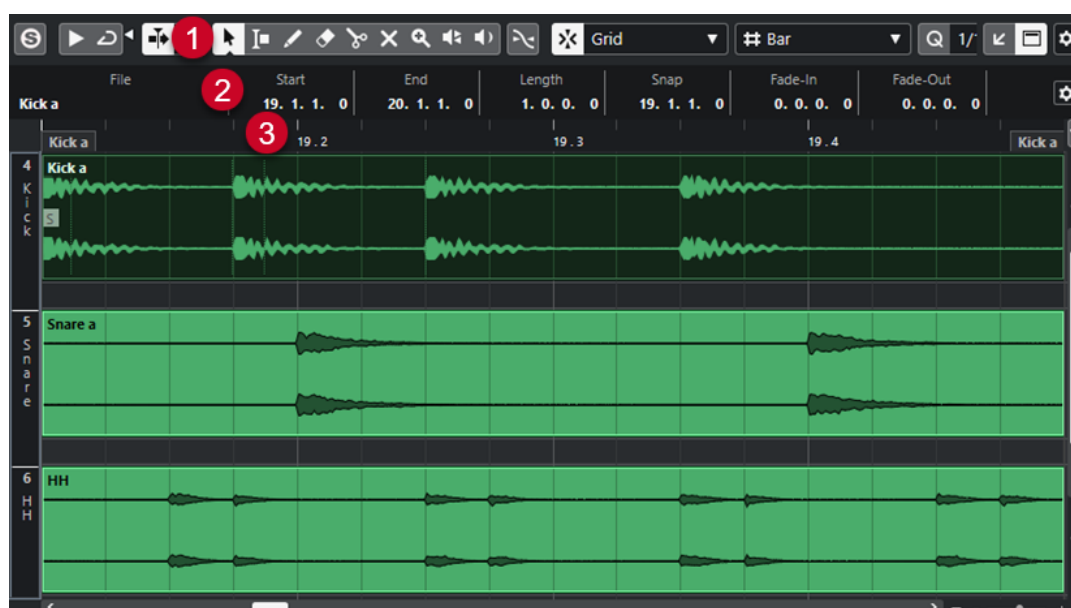 1 Grid Bar Q 1/
File Start End Length Snap Fade-In Fade-Out
2
Kick a 19. 1. 1. 0 20. 1. 1. 0 1. 0. 0. 0 19. 1. 1. 0 0. 0. 0. 0 0. 0. 0. 0
Kick a 3 19.2 19.3 19.4 Kick a
4 Kick a
Kick
S
5 Snare a
Snare
6 HH
HH